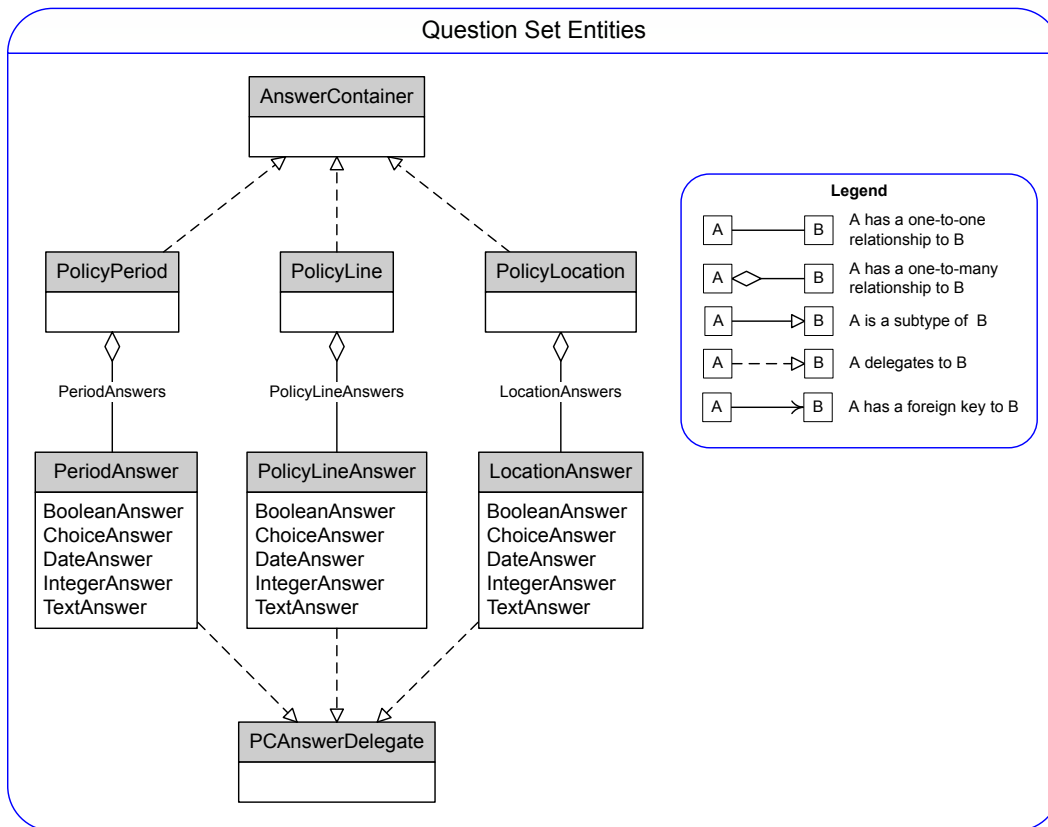 Question Set Entities
AnswerContainer
PolicyPeriod
PolicyLine
PolicyLocation
PeriodAnswers
PolicyLineAnswers
LocationAnswers
PeriodAnswer
BooleanAnswer
ChoiceAnswer
DateAnswer
IntegerAnswer
TextAnswer
PolicyLineAnswer
BooleanAnswer
ChoiceAnswer
DateAnswer
IntegerAnswer
TextAnswer
LocationAnswer
BooleanAnswer
ChoiceAnswer
DateAnswer
IntegerAnswer
TextAnswer
PCAnswerDelegate
Legend
A B A has a one-to-one
relationship to B
A B A has a one-to-many
relationship to B
A B A is a subtype of B
A B A delegates to B
A B A has a foreign key to B